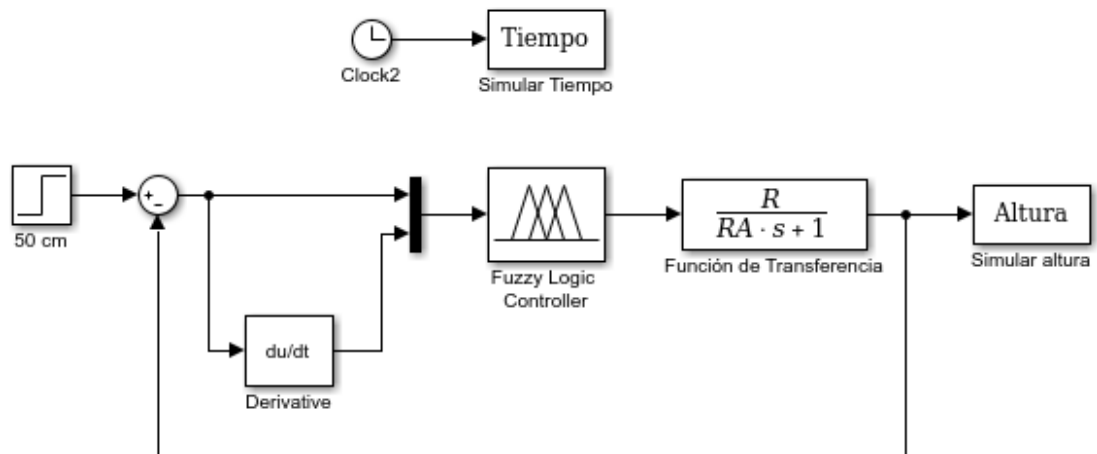 Tiempo
Clock2
Simular Tiempo
+
-
50 cm
R
RA · s + 1
Altura
Función de Transferencia
Simular altura
Fuzzy Logic
Controller
du/dt
Derivative